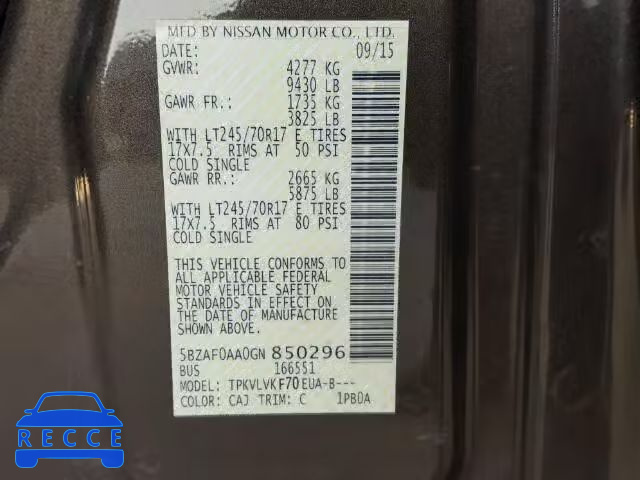 MFD BY NISSAN MOTOR CO., LTD.
DATE: 09/15
GVWR: 4277 KG
9430 LB
GAWR FR.: 1735 KG
3825 LB
WITH LT245/70R17 E TIRES
17X7.5 RIMS AT 50 PSI
COLD SINGLE
GAWR RR.: 2665 KG
5875 LB
WITH LT245/70R17 E TIRES
17X7.5 RIMS AT 80 PSI
COLD SINGLE
THIS VEHICLE CONFORMS TO
ALL APPLICABLE FEDERAL
MOTOR VEHICLE SAFETY
STANDARDS IN EFFECT ON
THE DATE OF MANUFACTURE
SHOWN ABOVE.
5BZAF0AA0GN 850296
BUS 166551
MODEL: TPKVLVKF70EUA-B---
COLOR: CAJ TRIM: C 1PB0A
RECCE